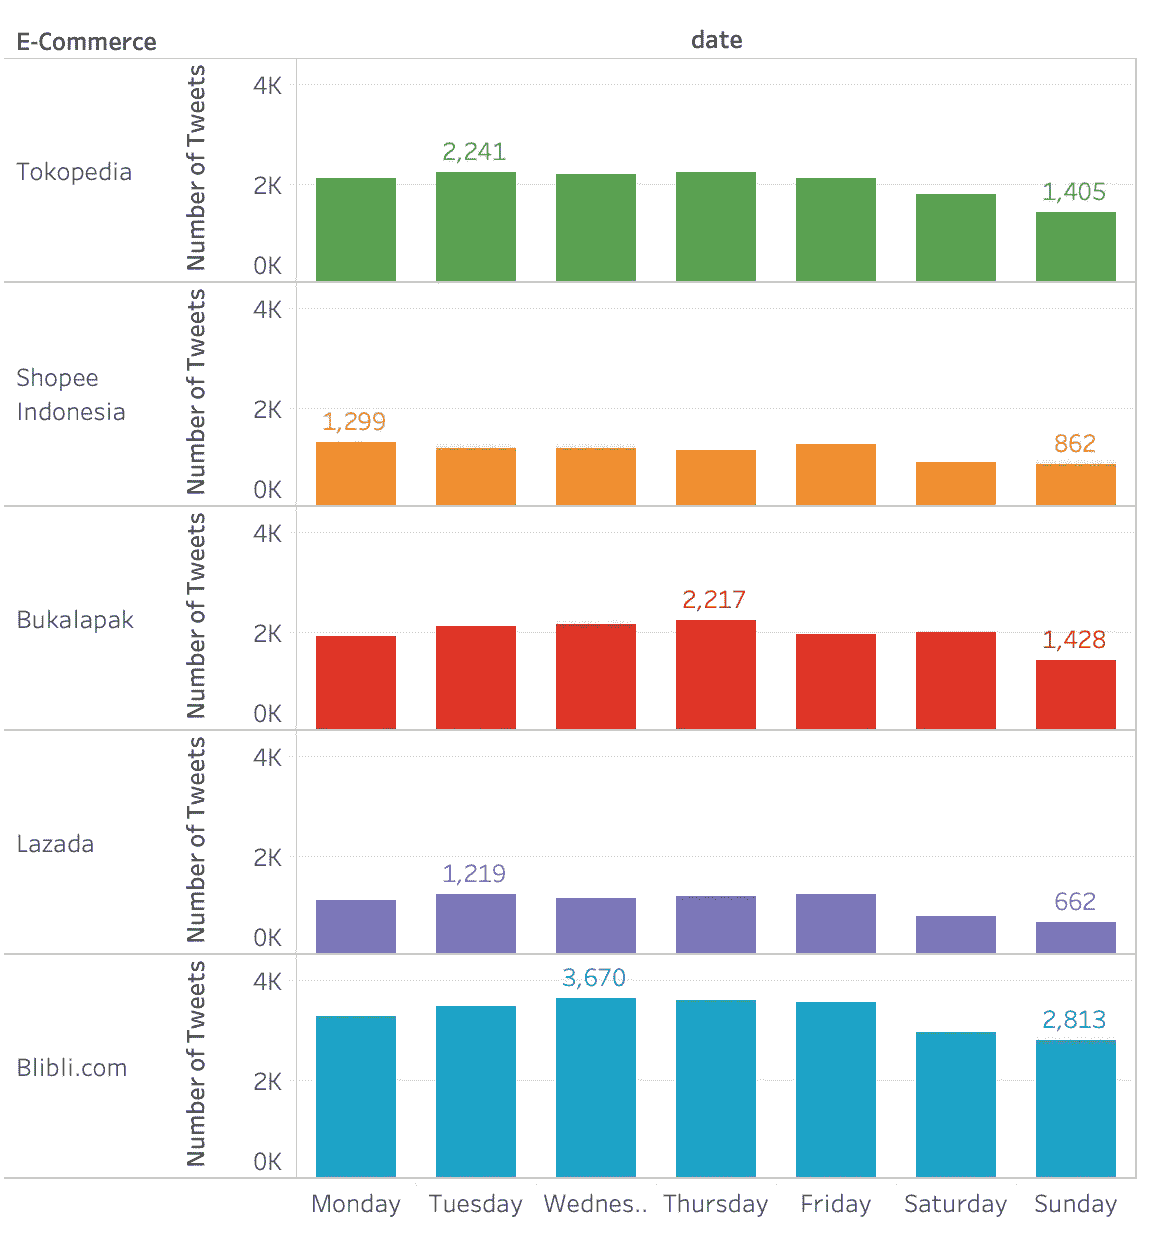 E-Commerce
date
Tokopedia
Number of Tweets
4K
2K
0K
2,241
1,405
Shopee
Indonesia
Number of Tweets
4K
2K
0K
1,299
862
Bukalapak
Number of Tweets
4K
2K
0K
2,217
1,428
Lazada
Number of Tweets
4K
2K
0K
1,219
662
Blibli.com
Number of Tweets
4K
2K
0K
3,670
2,813
Monday Tuesday Wednes.. Thursday Friday Saturday Sunday